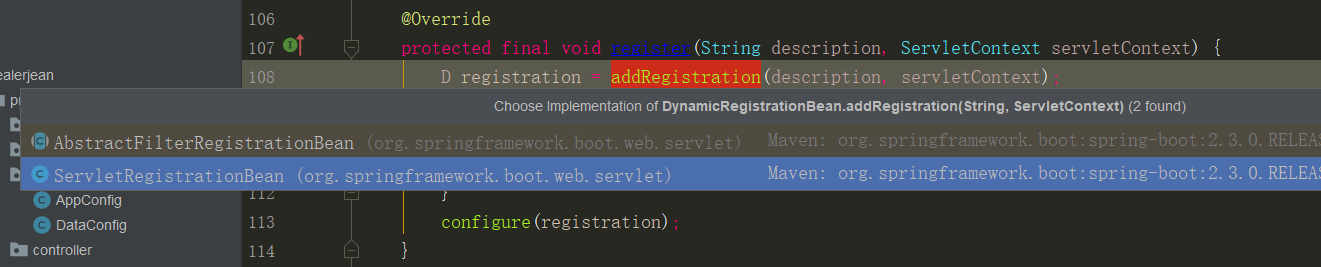 106 @Override
107 protected final void register(String description, ServletContext servletContext) {
ealerjean
108 D registration = addRegistration(description, servletContext);
Choose Implementation of DynamicRegistrationBean.addRegistration(String, ServletContext) (2 found)
AbstractFilterRegistrationBean (org.springframework.boot.web.servlet) Maven: org.springframework.boot:spring-boot:2.3.0.RELEAS
ServletRegistrationBean (org.springframework.boot.web.servlet) Maven: org.springframework.boot:spring-boot:2.3.0.RELEAS
AppConfig
112 }
DataConfig
113 configure(registration);
controller
114 }